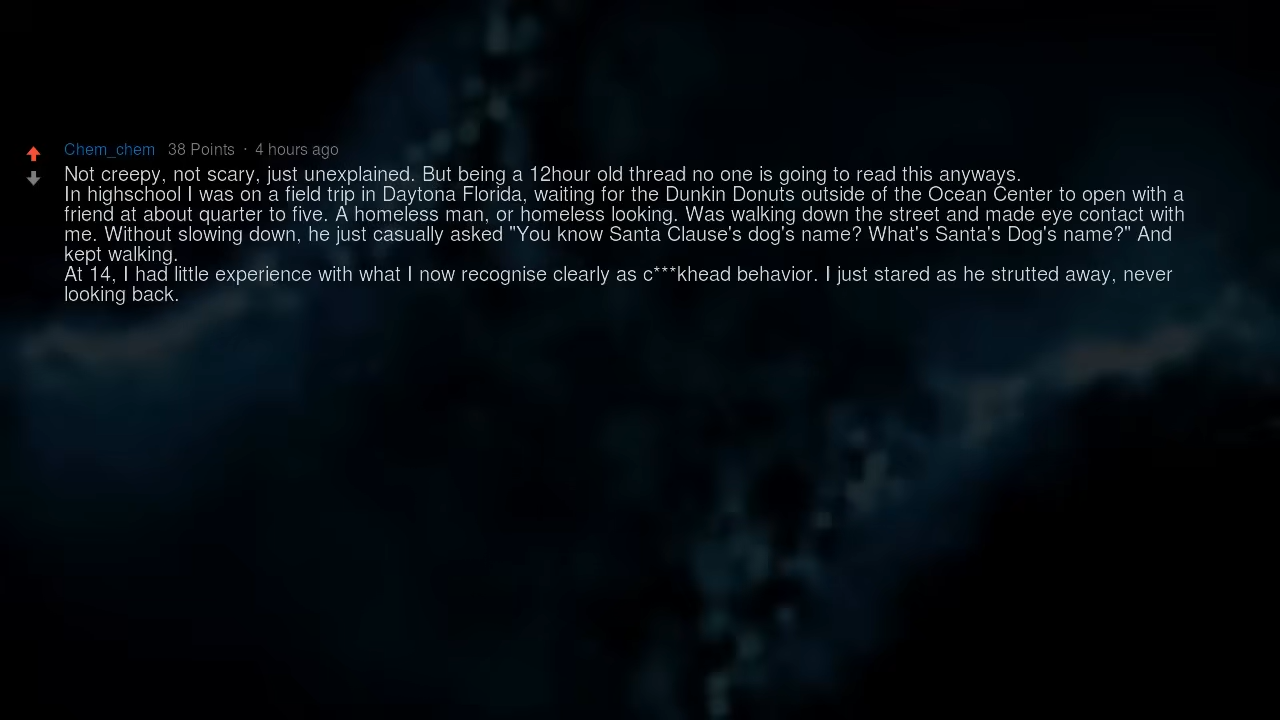 Chem_chem 38 Points · 4 hours ago
Not creepy, not scary, just unexplained. But being a 12hour old thread no one is going to read this anyways.
In highschool I was on a field trip in Daytona Florida, waiting for the Dunkin Donuts outside of the Ocean Center to open with a
friend at about quarter to five. A homeless man, or homeless looking. Was walking down the street and made eye contact with
me. Without slowing down, he just casually asked "You know Santa Clause's dog's name? What's Santa's Dog's name?" And
kept walking.
At 14, I had little experience with what I now recognise clearly as c***khead behavior. I just stared as he strutted away, never
looking back.